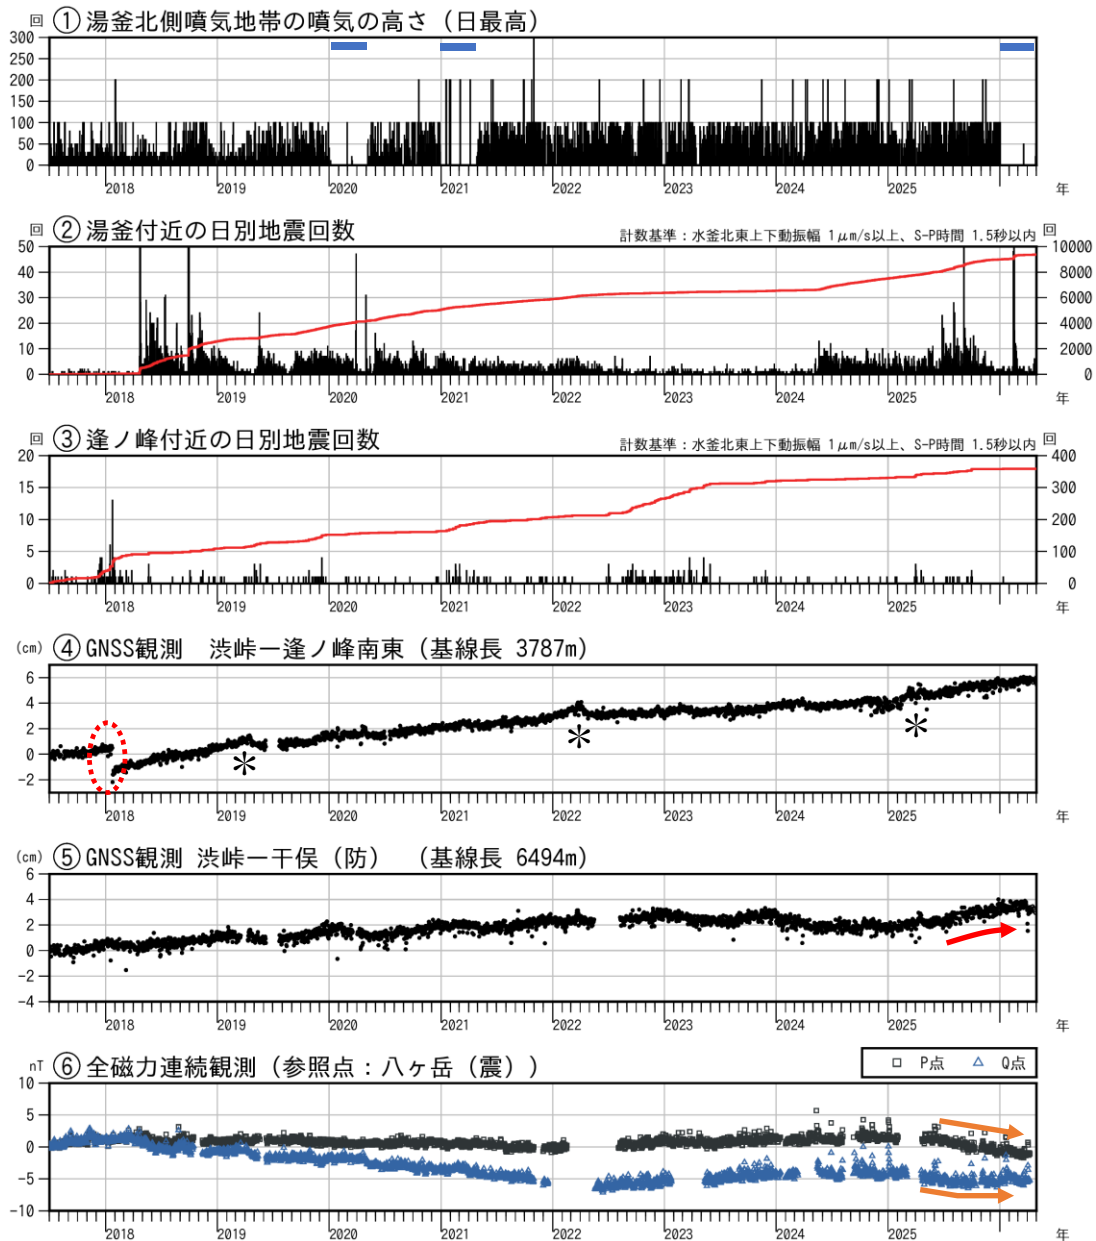 回 ①湯釜北側噴気地帯の噴気の高さ（日最高）
300
250
200
150
100
50
0
2018 2019 2020 2021 2022 2023 2024 2025 年
回 ②湯釜付近の日別地震回数 計数基準：水釜北東上下動振幅 1μm/s以上、S-P時間 1.5秒以内 回
50 10000
40 8000
30 6000
20 4000
10 2000
0 0
2018 2019 2020 2021 2022 2023 2024 2025 年
回 ③逢ノ峰付近の日別地震回数 計数基準：水釜北東上下動振幅 1μm/s以上、S-P時間 1.5秒以内 回
20 400
15 300
10 200
5 100
0 0
2018 2019 2020 2021 2022 2023 2024 2025 年
(cm) ④GNSS観測 渋峠－逢ノ峰南東（基線長 3787m）
6
4
2
0
-2
＊ ＊ ＊
2018 2019 2020 2021 2022 2023 2024 2025 年
(cm) ⑤GNSS観測 渋峠－干俣（防） （基線長 6494m）
6
4
2
0
-2
-4
2018 2019 2020 2021 2022 2023 2024 2025 年
nT ⑥全磁力連続観測（参照点：八ヶ岳（震）） □ P点 △ Q点
10
5
0
-5
-10
2018 2019 2020 2021 2022 2023 2024 2025 年